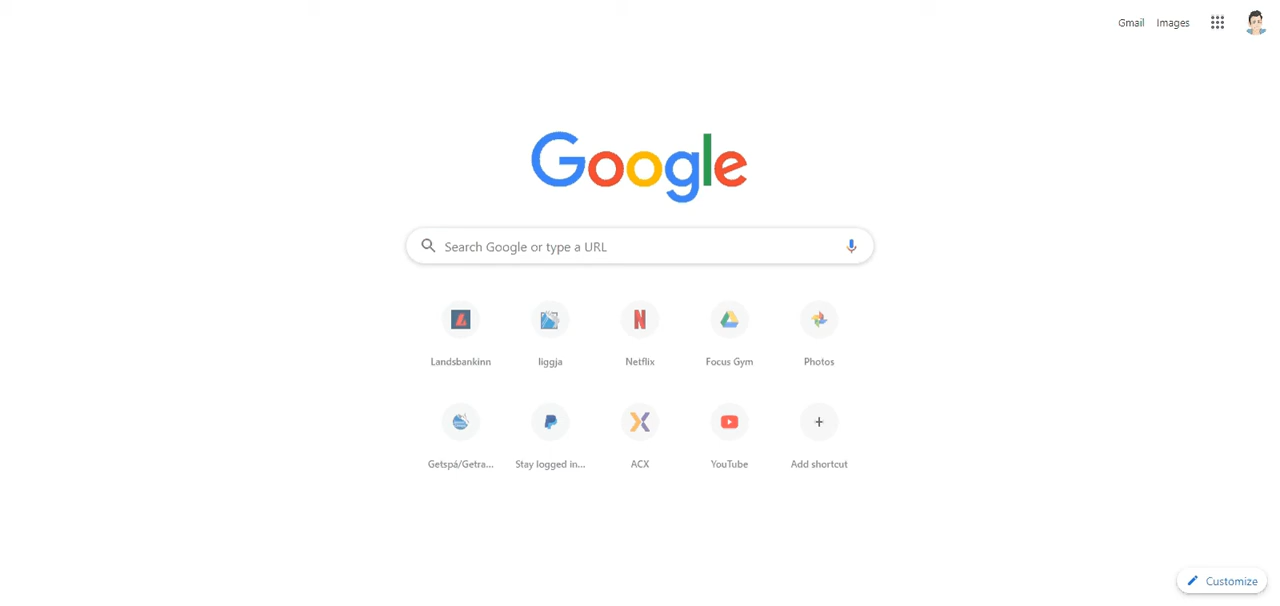 Gmail Images
Google
Search Google or type a URL
Landsbankinn liggja Netflix Focus Gym Photos
Getspá/Getra... Stay logged in... ACX YouTube Add shortcut
Customize